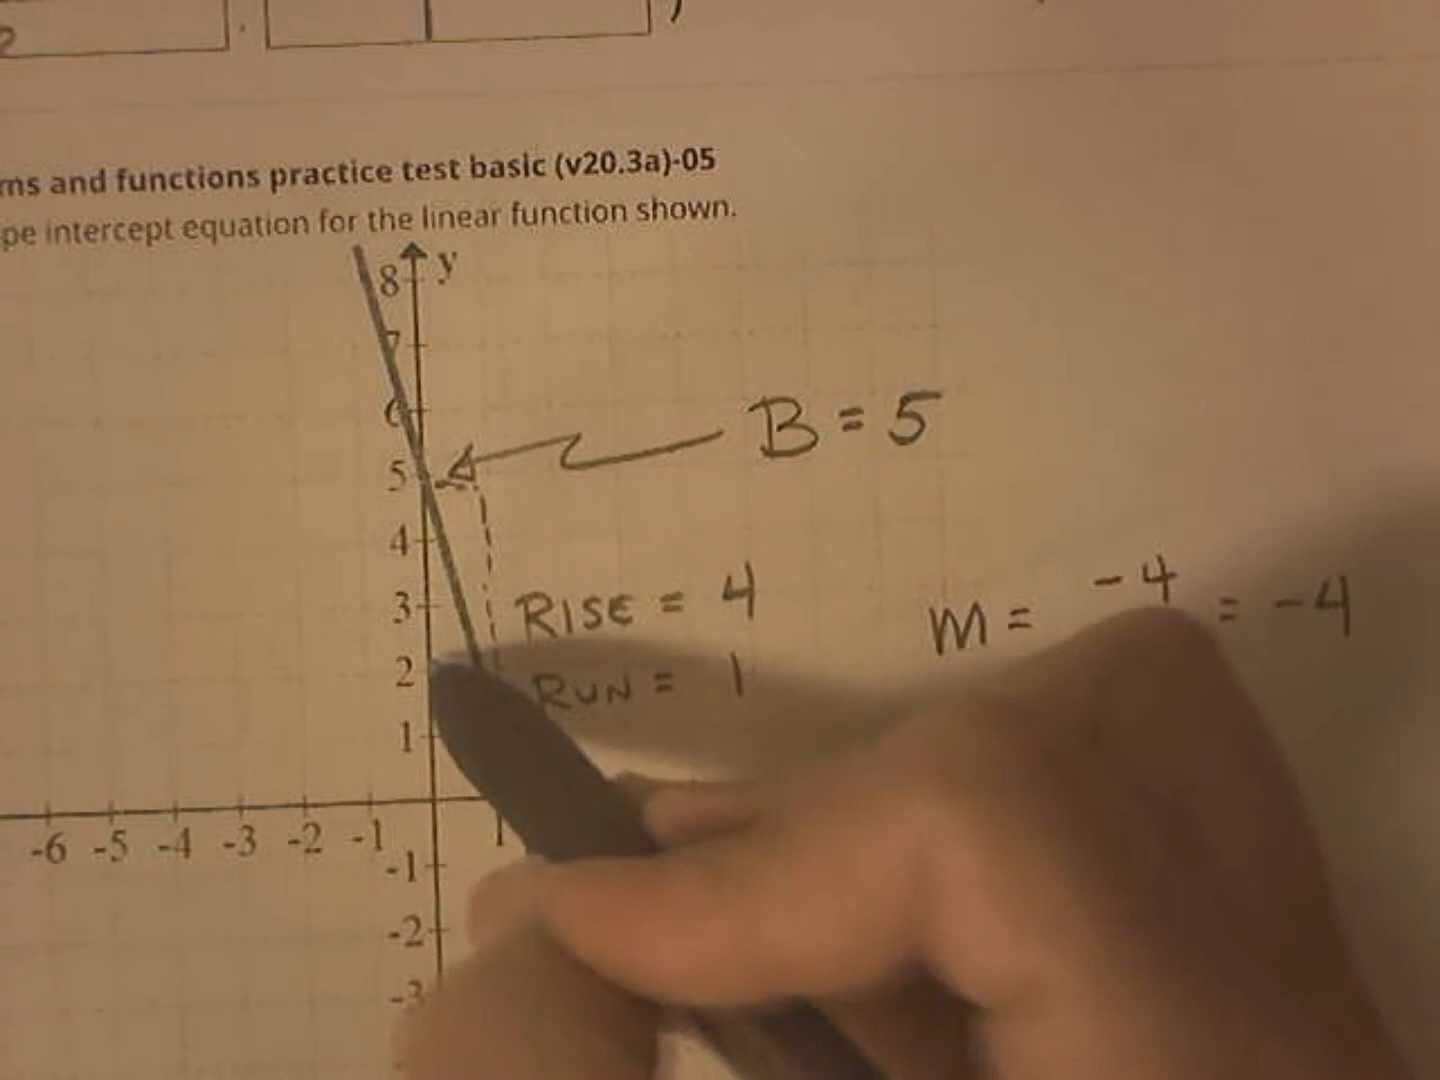 ms and functions practice test basic (v20.3a)-05
pe intercept equation for the linear function shown.
8 y
7
6
B = 5
5
4
3
RISE = 4
M = -4 = -4
2
RUN = 1
1
-6 -5 -4 -3 -2 -1 1
-1
-2
-3